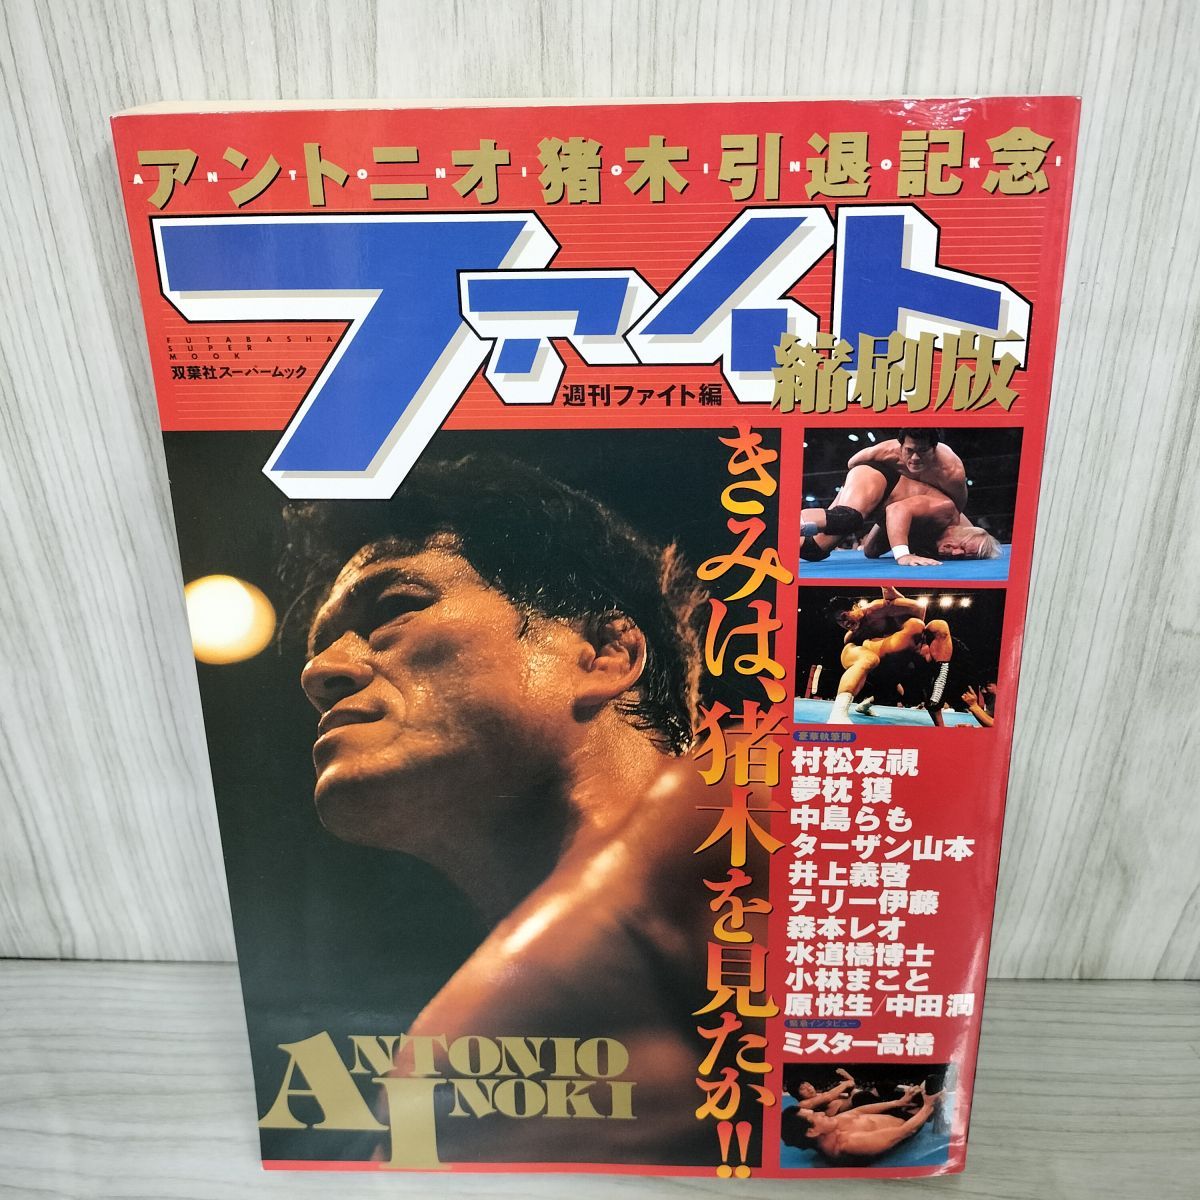 アントニオ猪木引退記念
ANTONIO INOKI
ファイト
縮刷版
FUTABASHA
SUPER
MOOK
双葉社スーパームック
週刊ファイト編
きみは、猪木を見たか!!
豪華執筆陣
村松友視
夢枕 獏
中島らも
ターザン山本
井上義啓
テリー伊藤
森本レオ
水道橋博士
小林まこと
原悦生/中田潤
インタビュー
ミスター高橋
ANTONIO
INOKI